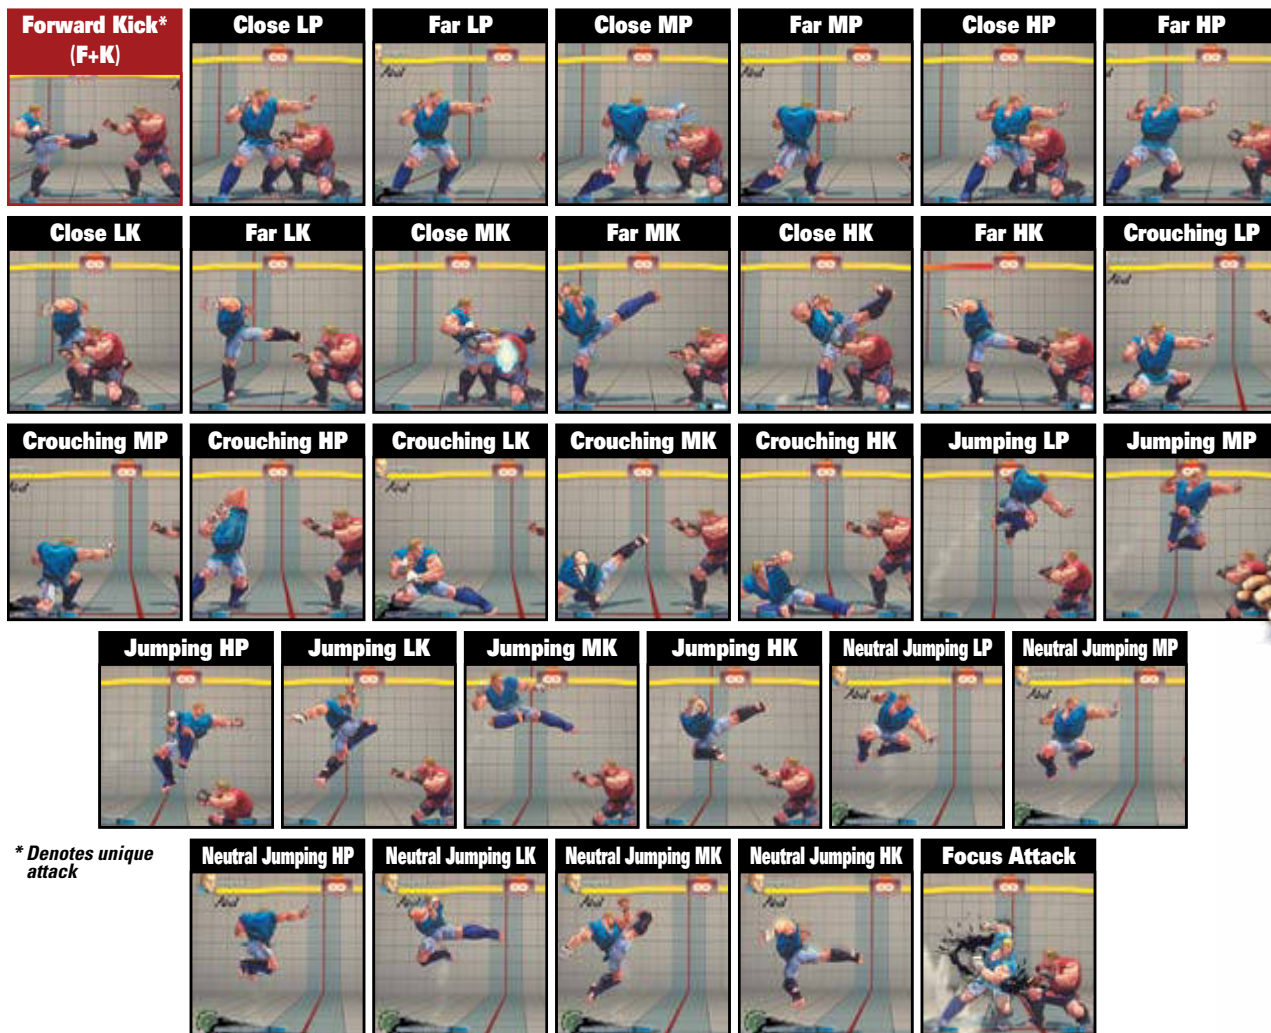 Forward Kick*
(F+K)
Close LP
Far LP
Close MP
Far MP
Close HP
Far HP
Close LK
Far LK
Close MK
Far MK
Close HK
Far HK
Crouching LP
Crouching MP
Crouching HP
Crouching LK
Crouching MK
Crouching HK
Jumping LP
Jumping MP
Jumping HP
Jumping LK
Jumping MK
Jumping HK
Neutral Jumping LP
Neutral Jumping MP
* Denotes unique
attack
Neutral Jumping HP
Neutral Jumping LK
Neutral Jumping MK
Neutral Jumping HK
Focus Attack